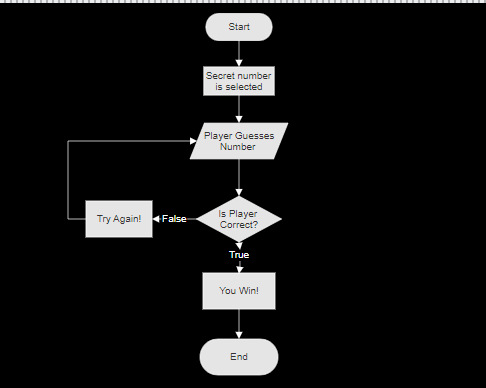 Start
Secret number
is selected
Player Guesses
Number
Is Player
Correct?
False
Try Again!
True
You Win!
End